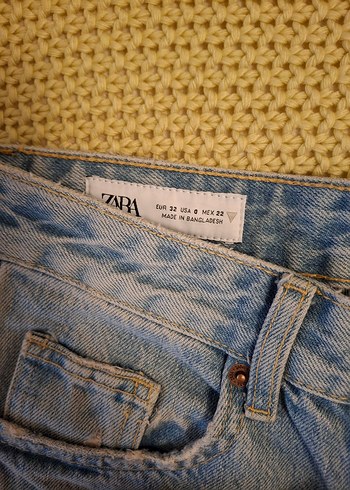 ZARA
EUR 32 USA 0 MEX 22
MADE IN BANGLADESH